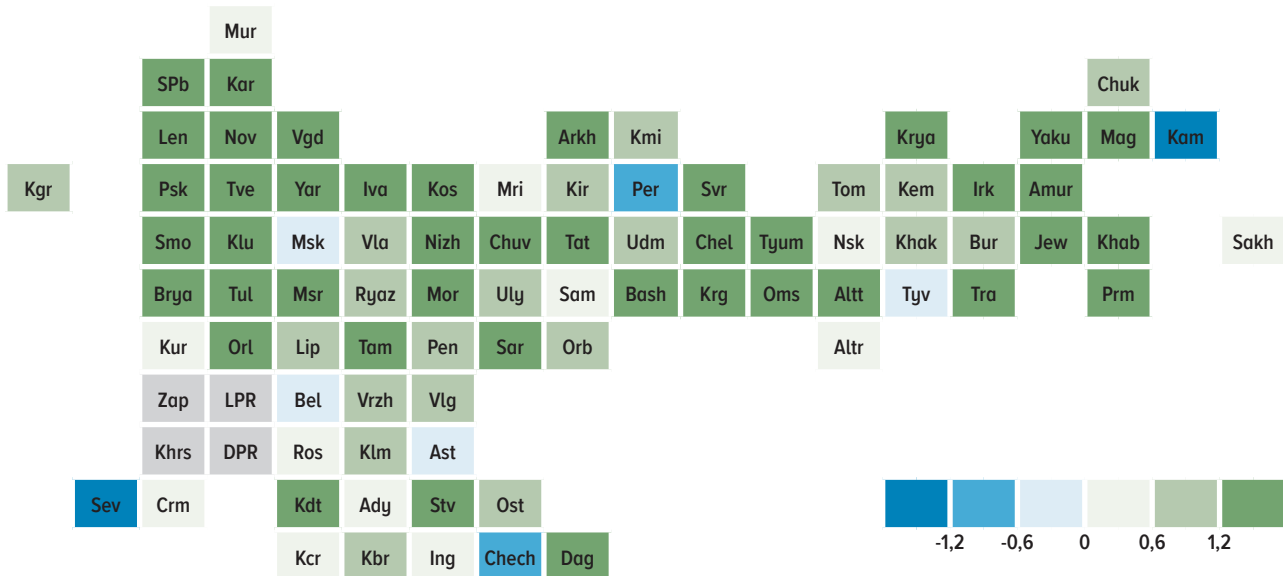 Mur
SPb Kar Chuk
Len Nov Vgd Arkh Kmi Krya Yaku Mag Kam
Kgr Psk Tve Yar Iva Kos Mri Kir Per Svr Tom Kem Irk Amur
Smo Klu Msk Vla Nizh Chuv Tat Udm Chel Tyum Nsk Khak Bur Jew Khab Sakh
Brya Tul Msr Ryaz Mor Uly Sam Bash Krg Oms Altt Tyv Tra Prm
Kur Orl Lip Tam Pen Sar Orb Altr
Zap LPR Bel Vrzh Vlg
Khrs DPR Ros Klm Ast
Sev Crm Kdt Ady Stv Ost
-1,2 -0,6 0 0,6 1,2
Kcr Kbr Ing Chech Dag